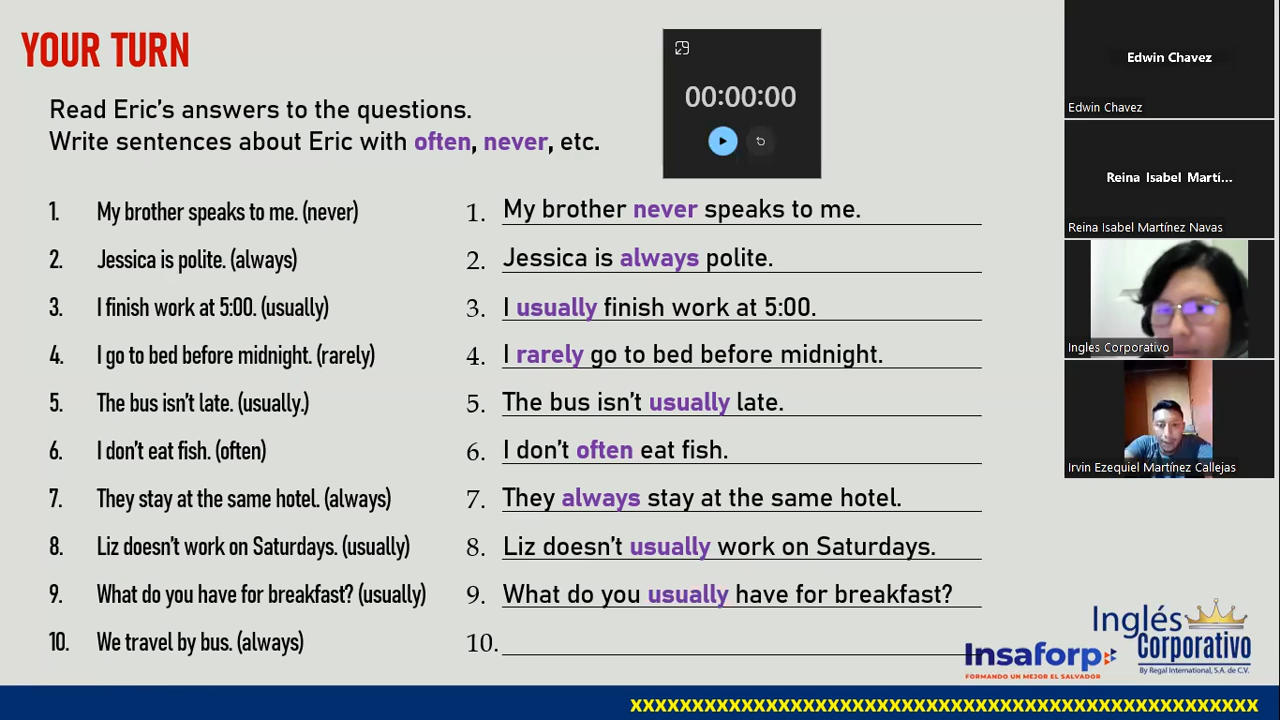 YOUR TURN
Read Eric's answers to the questions.
Write sentences about Eric with often, never, etc.
00:00:00
1. My brother speaks to me. (never)
2. Jessica is polite. (always)
3. I finish work at 5:00. (usually)
4. I go to bed before midnight. (rarely)
5. The bus isn't late. (usually.)
6. I don't eat fish. (often)
7. They stay at the same hotel. (always)
8. Liz doesn't work on Saturdays. (usually)
9. What do you have for breakfast? (usually)
10. We travel by bus. (always)
1. My brother never speaks to me.
2. Jessica is always polite.
3. I usually finish work at 5:00.
4. I rarely go to bed before midnight.
5. The bus isn't usually late.
6. I don't often eat fish.
7. They always stay at the same hotel.
8. Liz doesn't usually work on Saturdays.
9. What do you usually have for breakfast?
10.
Insaforp
FORMANDO UN MEJOR EL SALVADOR
Inglés
Corporativo
By Regal International, S.A. de C.V.
XXXXXXXXXXXXXXXXXXXXXXXXXXXXXXXXXXXXXXXXXXXXXXXXXXX
Edwin Chavez
Edwin Chavez
Reina Isabel Martí...
Reina Isabel Martínez Navas
Ingles Corporativo
Irvin Ezequiel Martínez Callejas